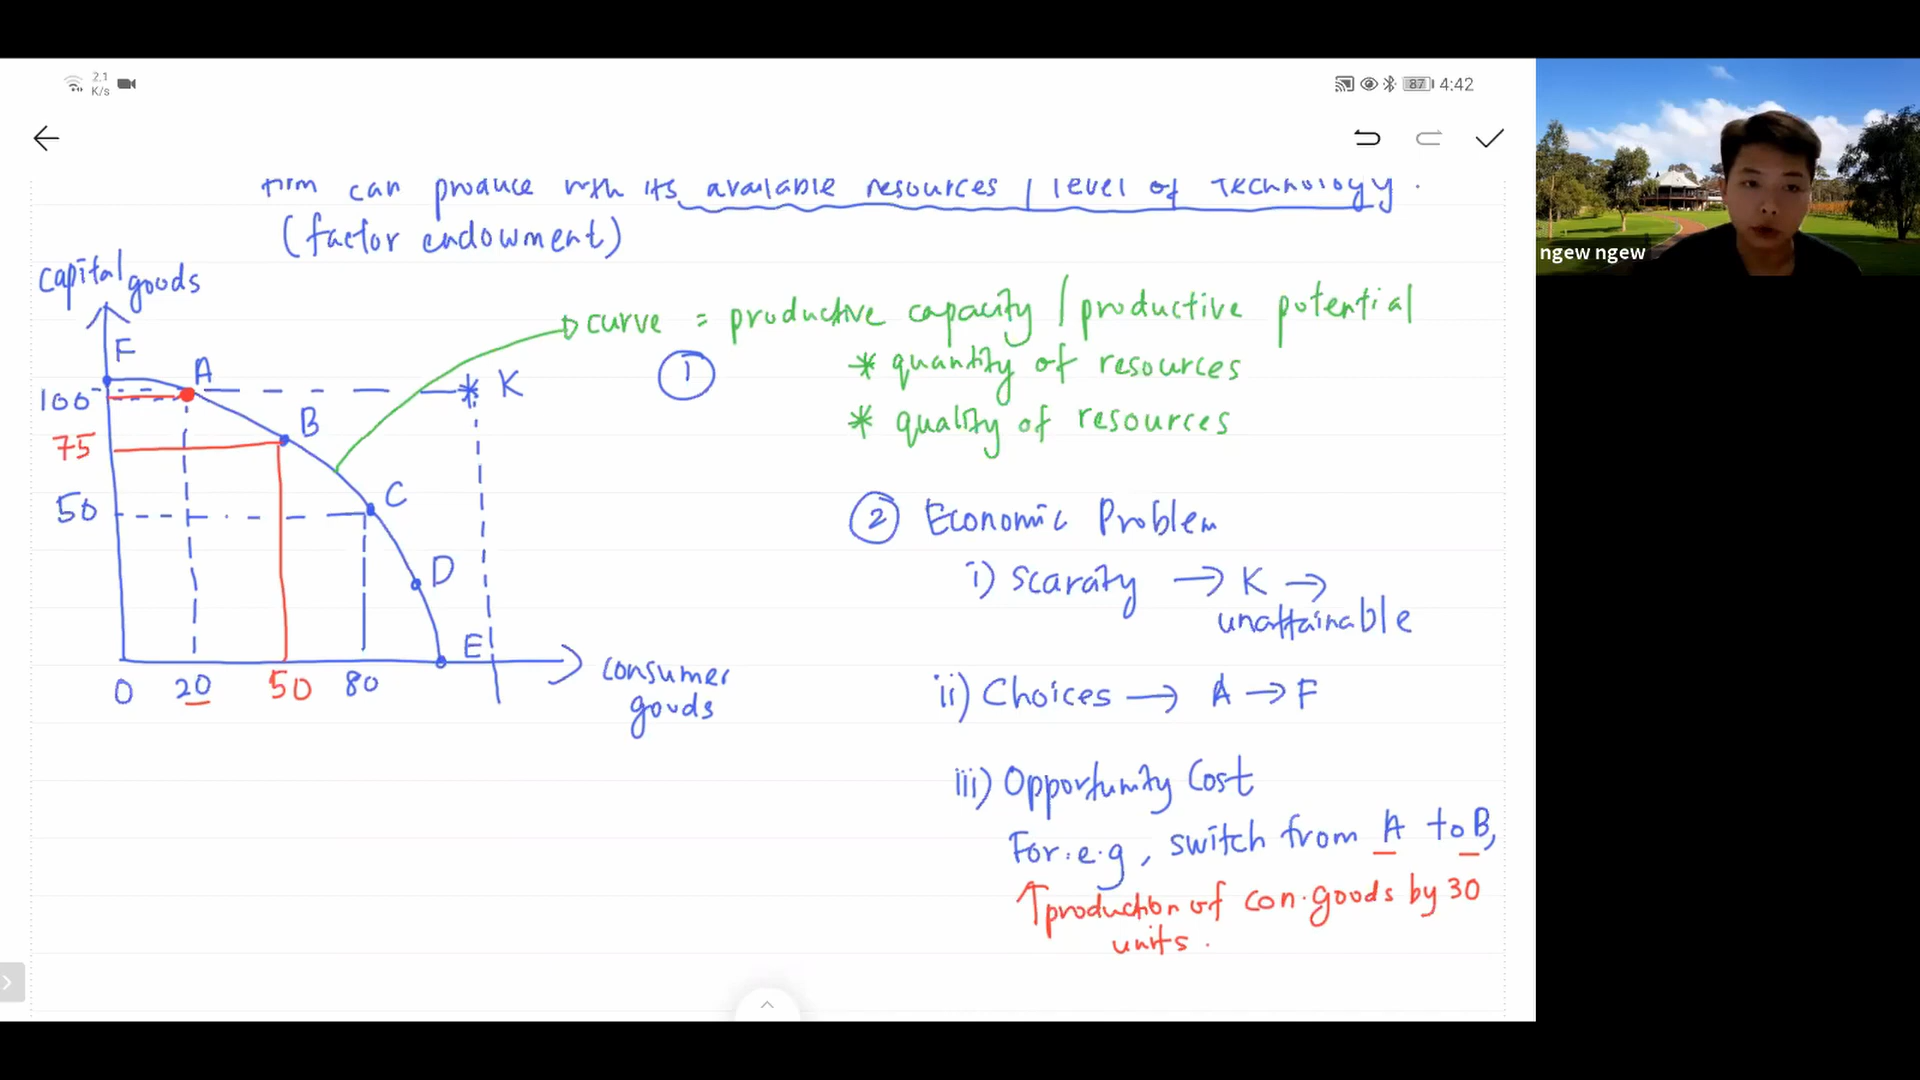 2.1
K/s
87 4:42
firm can produce with its available resources / level of technology.
(factor endowment)
capital goods
F
A
K
100
B
75
C
50
D
E
0 20 50 80
consumer goods
curve = productive capacity / productive potential
①
* quantity of resources
* quality of resources
② Economic Problem
i) Scarcity → K →
unattainable
ii) Choices → A → F
iii) Opportunity Cost
For.e.g, switch from A to B,
↑production of con.goods by 30
units.
ngew ngew